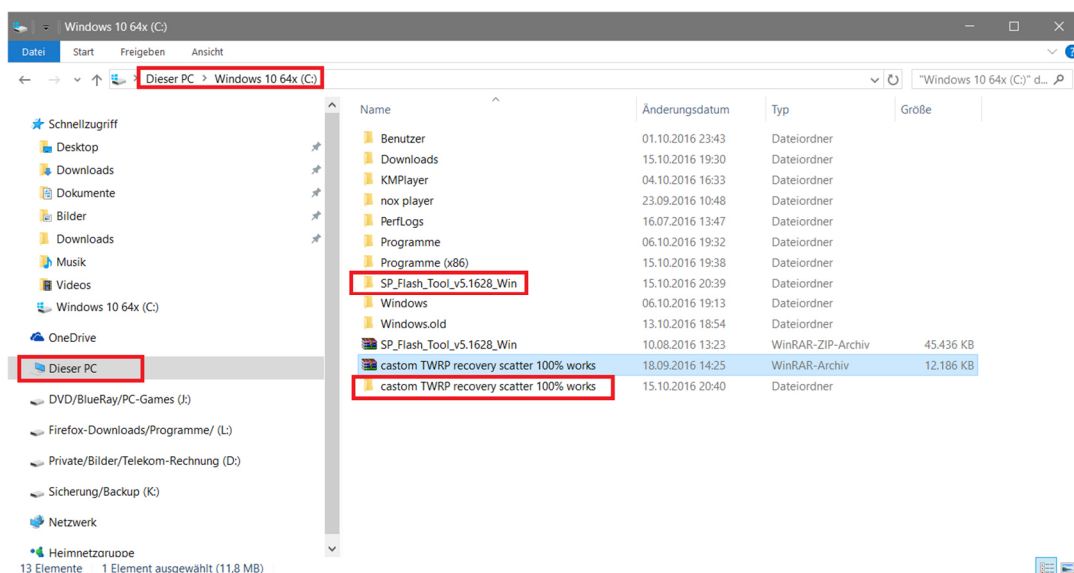 Windows 10 64x (C:)
Datei Start Freigeben Ansicht
Dieser PC > Windows 10 64x (C:) "Windows 10 64x (C:)" d...
Schnellzugriff
Desktop
Downloads
Dokumente
Bilder
Downloads
Musik
Videos
Windows 10 64x (C:)
OneDrive
Dieser PC
DVD/BlueRay/PC-Games (J:)
Firefox-Downloads/Programme/ (L:)
Private/Bilder/Telekom-Rechnung (D:)
Sicherung/Backup (K:)
Netzwerk
Heimnetzgruppe
Name Änderungsdatum Typ Größe
Benutzer 01.10.2016 23:43 Dateiordner
Downloads 15.10.2016 19:30 Dateiordner
KMPlayer 04.10.2016 16:33 Dateiordner
nox player 23.09.2016 10:48 Dateiordner
PerfLogs 16.07.2016 13:47 Dateiordner
Programme 06.10.2016 19:32 Dateiordner
Programme (x86) 15.10.2016 19:38 Dateiordner
SP_Flash_Tool_v5.1628_Win 15.10.2016 20:39 Dateiordner
Windows 06.10.2016 19:13 Dateiordner
Windows.old 13.10.2016 18:54 Dateiordner
SP_Flash_Tool_v5.1628_Win 10.08.2016 13:23 WinRAR-ZIP-Archiv 45.436 KB
castom TWRP recovery scatter 100% works 18.09.2016 14:25 WinRAR-Archiv 12.186 KB
castom TWRP recovery scatter 100% works 15.10.2016 20:40 Dateiordner
13 Elemente 1 Element ausgewählt (11,8 MB)